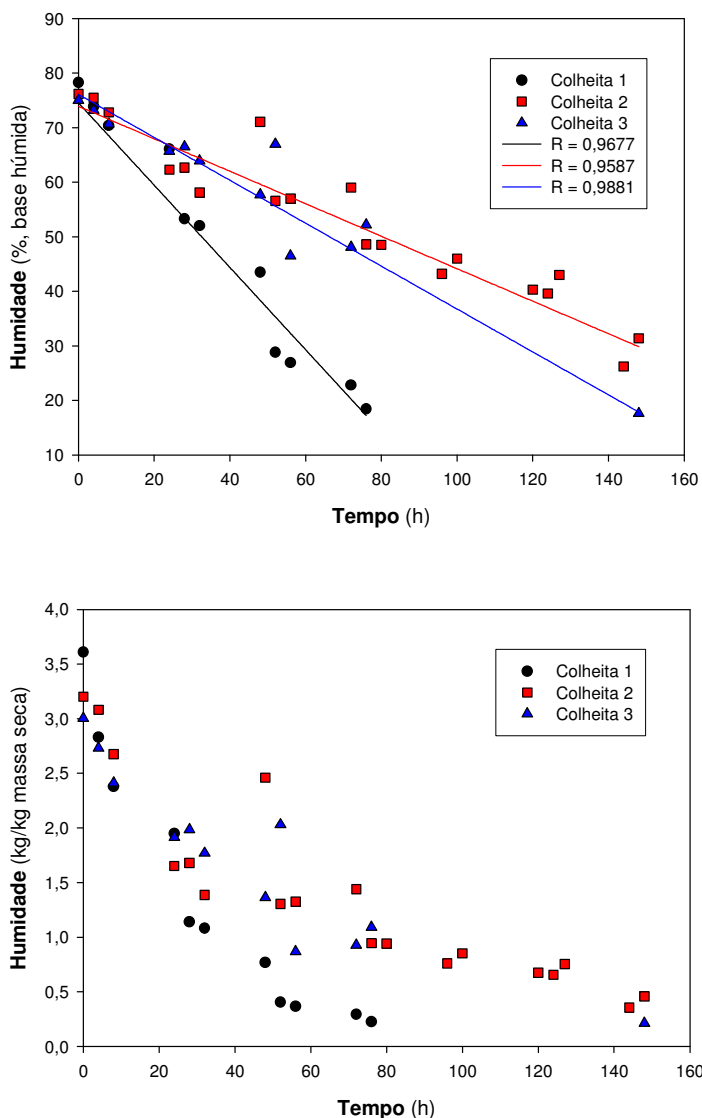 90
80
70
60
50
40
30
20
10
Humidade (%, base húmida)
Colheita 1
Colheita 2
Colheita 3
R = 0,9677
R = 0,9587
R = 0,9881
0 20 40 60 80 100 120 140 160
Tempo (h)
4,0
3,5
3,0
2,5
2,0
1,5
1,0
0,5
0,0
Humidade (kg/kg massa seca)
Colheita 1
Colheita 2
Colheita 3
0 20 40 60 80 100 120 140 160
Tempo (h)